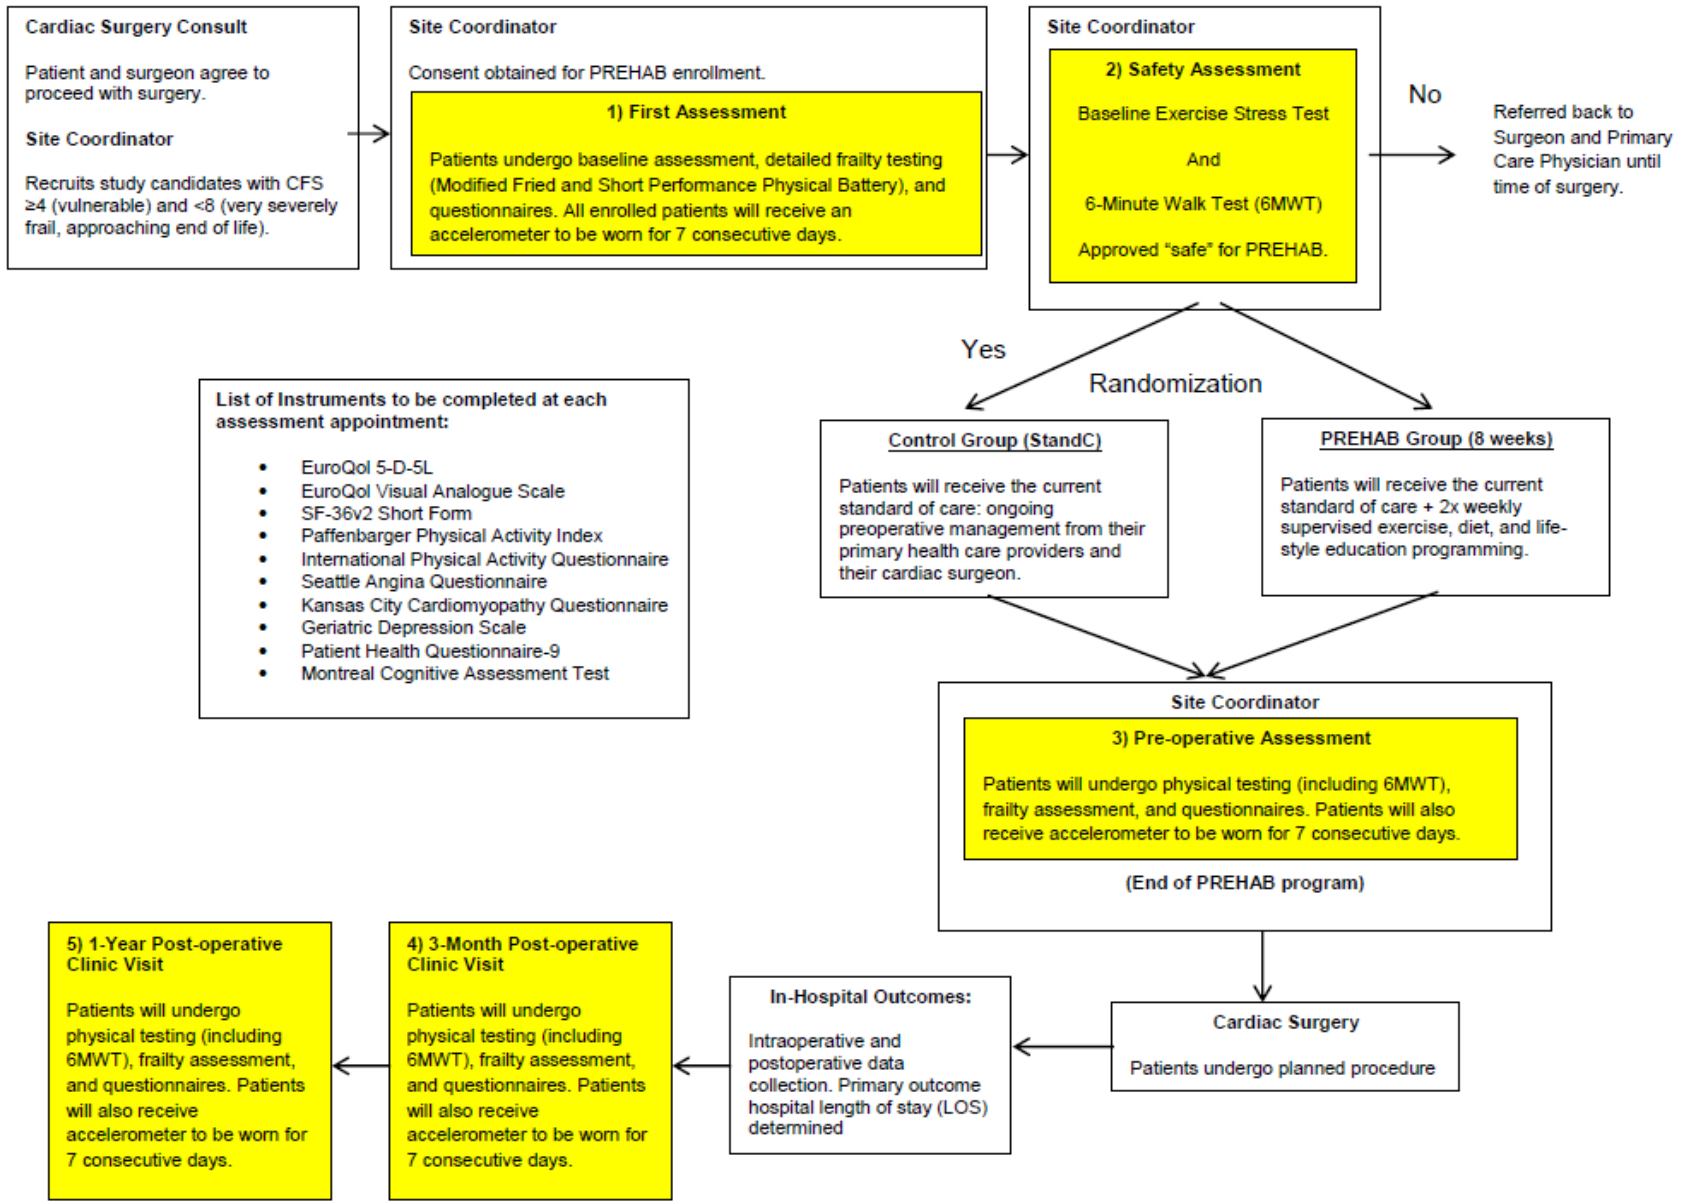 Cardiac Surgery Consult
Patient and surgeon agree to
proceed with surgery.
Site Coordinator
Recruits study candidates with CFS
≥4 (vulnerable) and <8 (very severely
frail, approaching end of life).
Site Coordinator
Consent obtained for PREHAB enrollment.
1) First Assessment
Patients undergo baseline assessment, detailed frailty testing
(Modified Fried and Short Performance Physical Battery), and
questionnaires. All enrolled patients will receive an
accelerometer to be worn for 7 consecutive days.
Site Coordinator
2) Safety Assessment
Baseline Exercise Stress Test
And
6-Minute Walk Test (6MWT)
Approved “safe” for PREHAB.
No
Referred back to
Surgeon and Primary
Care Physician until
time of surgery.
Yes
Randomization
List of Instruments to be completed at each
assessment appointment:
• EuroQol 5-D-5L
• EuroQol Visual Analogue Scale
• SF-36v2 Short Form
• Paffenbarger Physical Activity Index
• International Physical Activity Questionnaire
• Seattle Angina Questionnaire
• Kansas City Cardiomyopathy Questionnaire
• Geriatric Depression Scale
• Patient Health Questionnaire-9
• Montreal Cognitive Assessment Test
Control Group (StandC)
Patients will receive the current
standard of care: ongoing
preoperative management from their
primary health care providers and
their cardiac surgeon.
PREHAB Group (8 weeks)
Patients will receive the current
standard of care + 2x weekly
supervised exercise, diet, and life-
style education programming.
Site Coordinator
3) Pre-operative Assessment
Patients will undergo physical testing (including 6MWT),
frailty assessment, and questionnaires. Patients will also
receive accelerometer to be worn for 7 consecutive days.
(End of PREHAB program)
Cardiac Surgery
Patients undergo planned procedure
In-Hospital Outcomes:
Intraoperative and
postoperative data
collection. Primary outcome
hospital length of stay (LOS)
determined
4) 3-Month Post-operative
Clinic Visit
Patients will undergo
physical testing (including
6MWT), frailty assessment,
and questionnaires. Patients
will also receive
accelerometer to be worn for
7 consecutive days.
5) 1-Year Post-operative
Clinic Visit
Patients will undergo
physical testing (including
6MWT), frailty assessment,
and questionnaires. Patients
will also receive
accelerometer to be worn for
7 consecutive days.